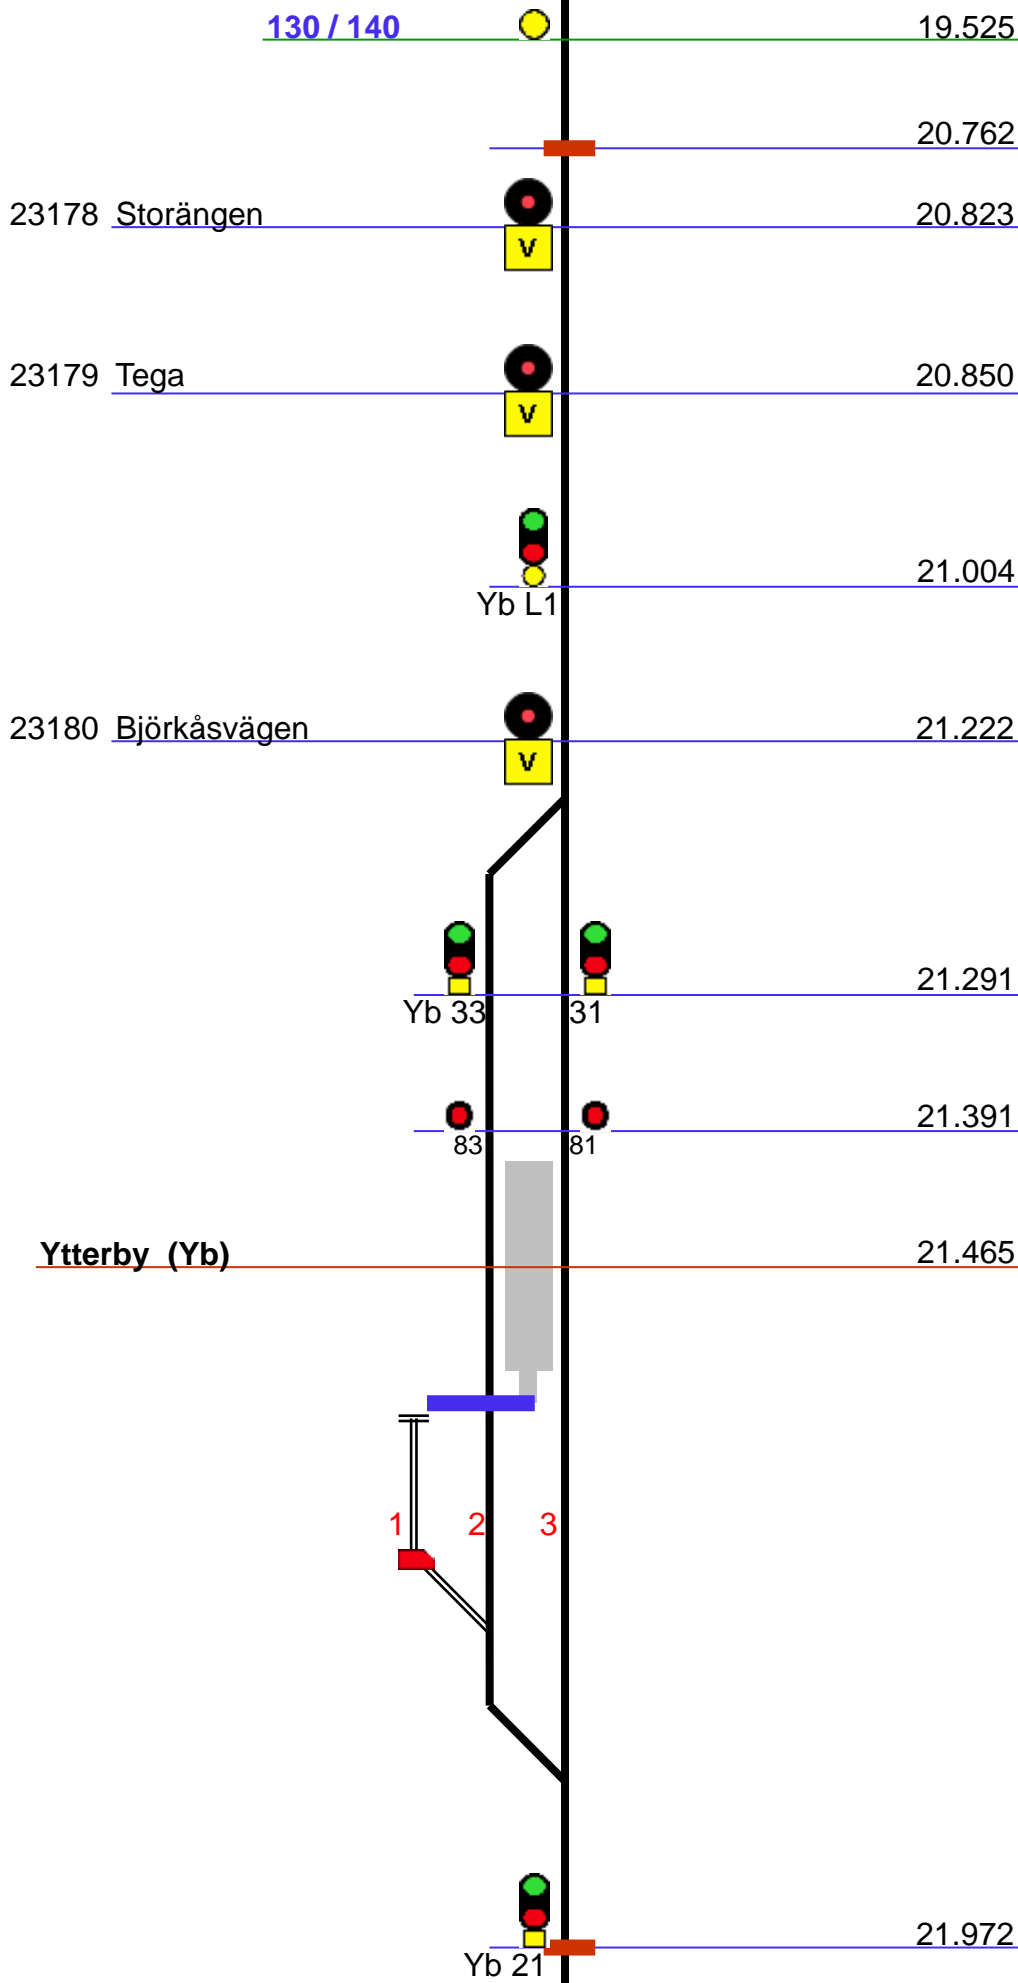 130 / 140 19.525
20.762
23178 Storängen 20.823
V
23179 Tega 20.850
V
21.004
Yb L1
23180 Björkåsvägen 21.222
V
21.291
Yb 33 31
21.391
83 81
Ytterby (Yb) 21.465
1 2 3
21.972
Yb 21